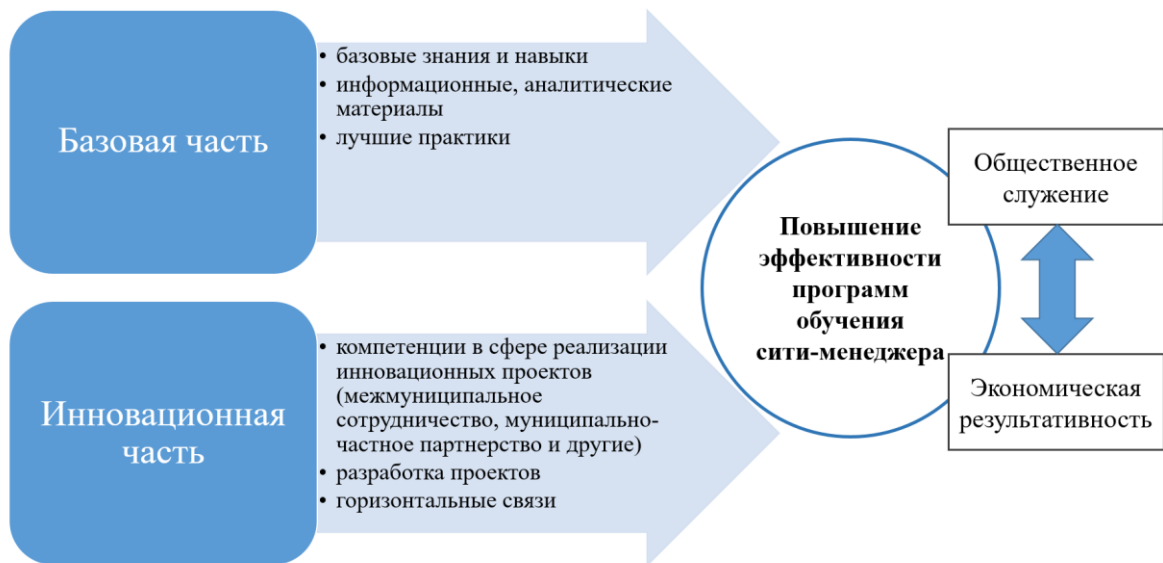 Базовая часть
• базовые знания и навыки
• информационные, аналитические
материалы
• лучшие практики
Инновационная
часть
• компетенции в сфере реализации
инновационных проектов
(межмуниципальное
сотрудничество, муниципально-
частное партнерство и другие)
• разработка проектов
• горизонтальные связи
Повышение
эффективности
программ
обучения
сити-менеджера
Общественное
служение
Экономическая
результативность